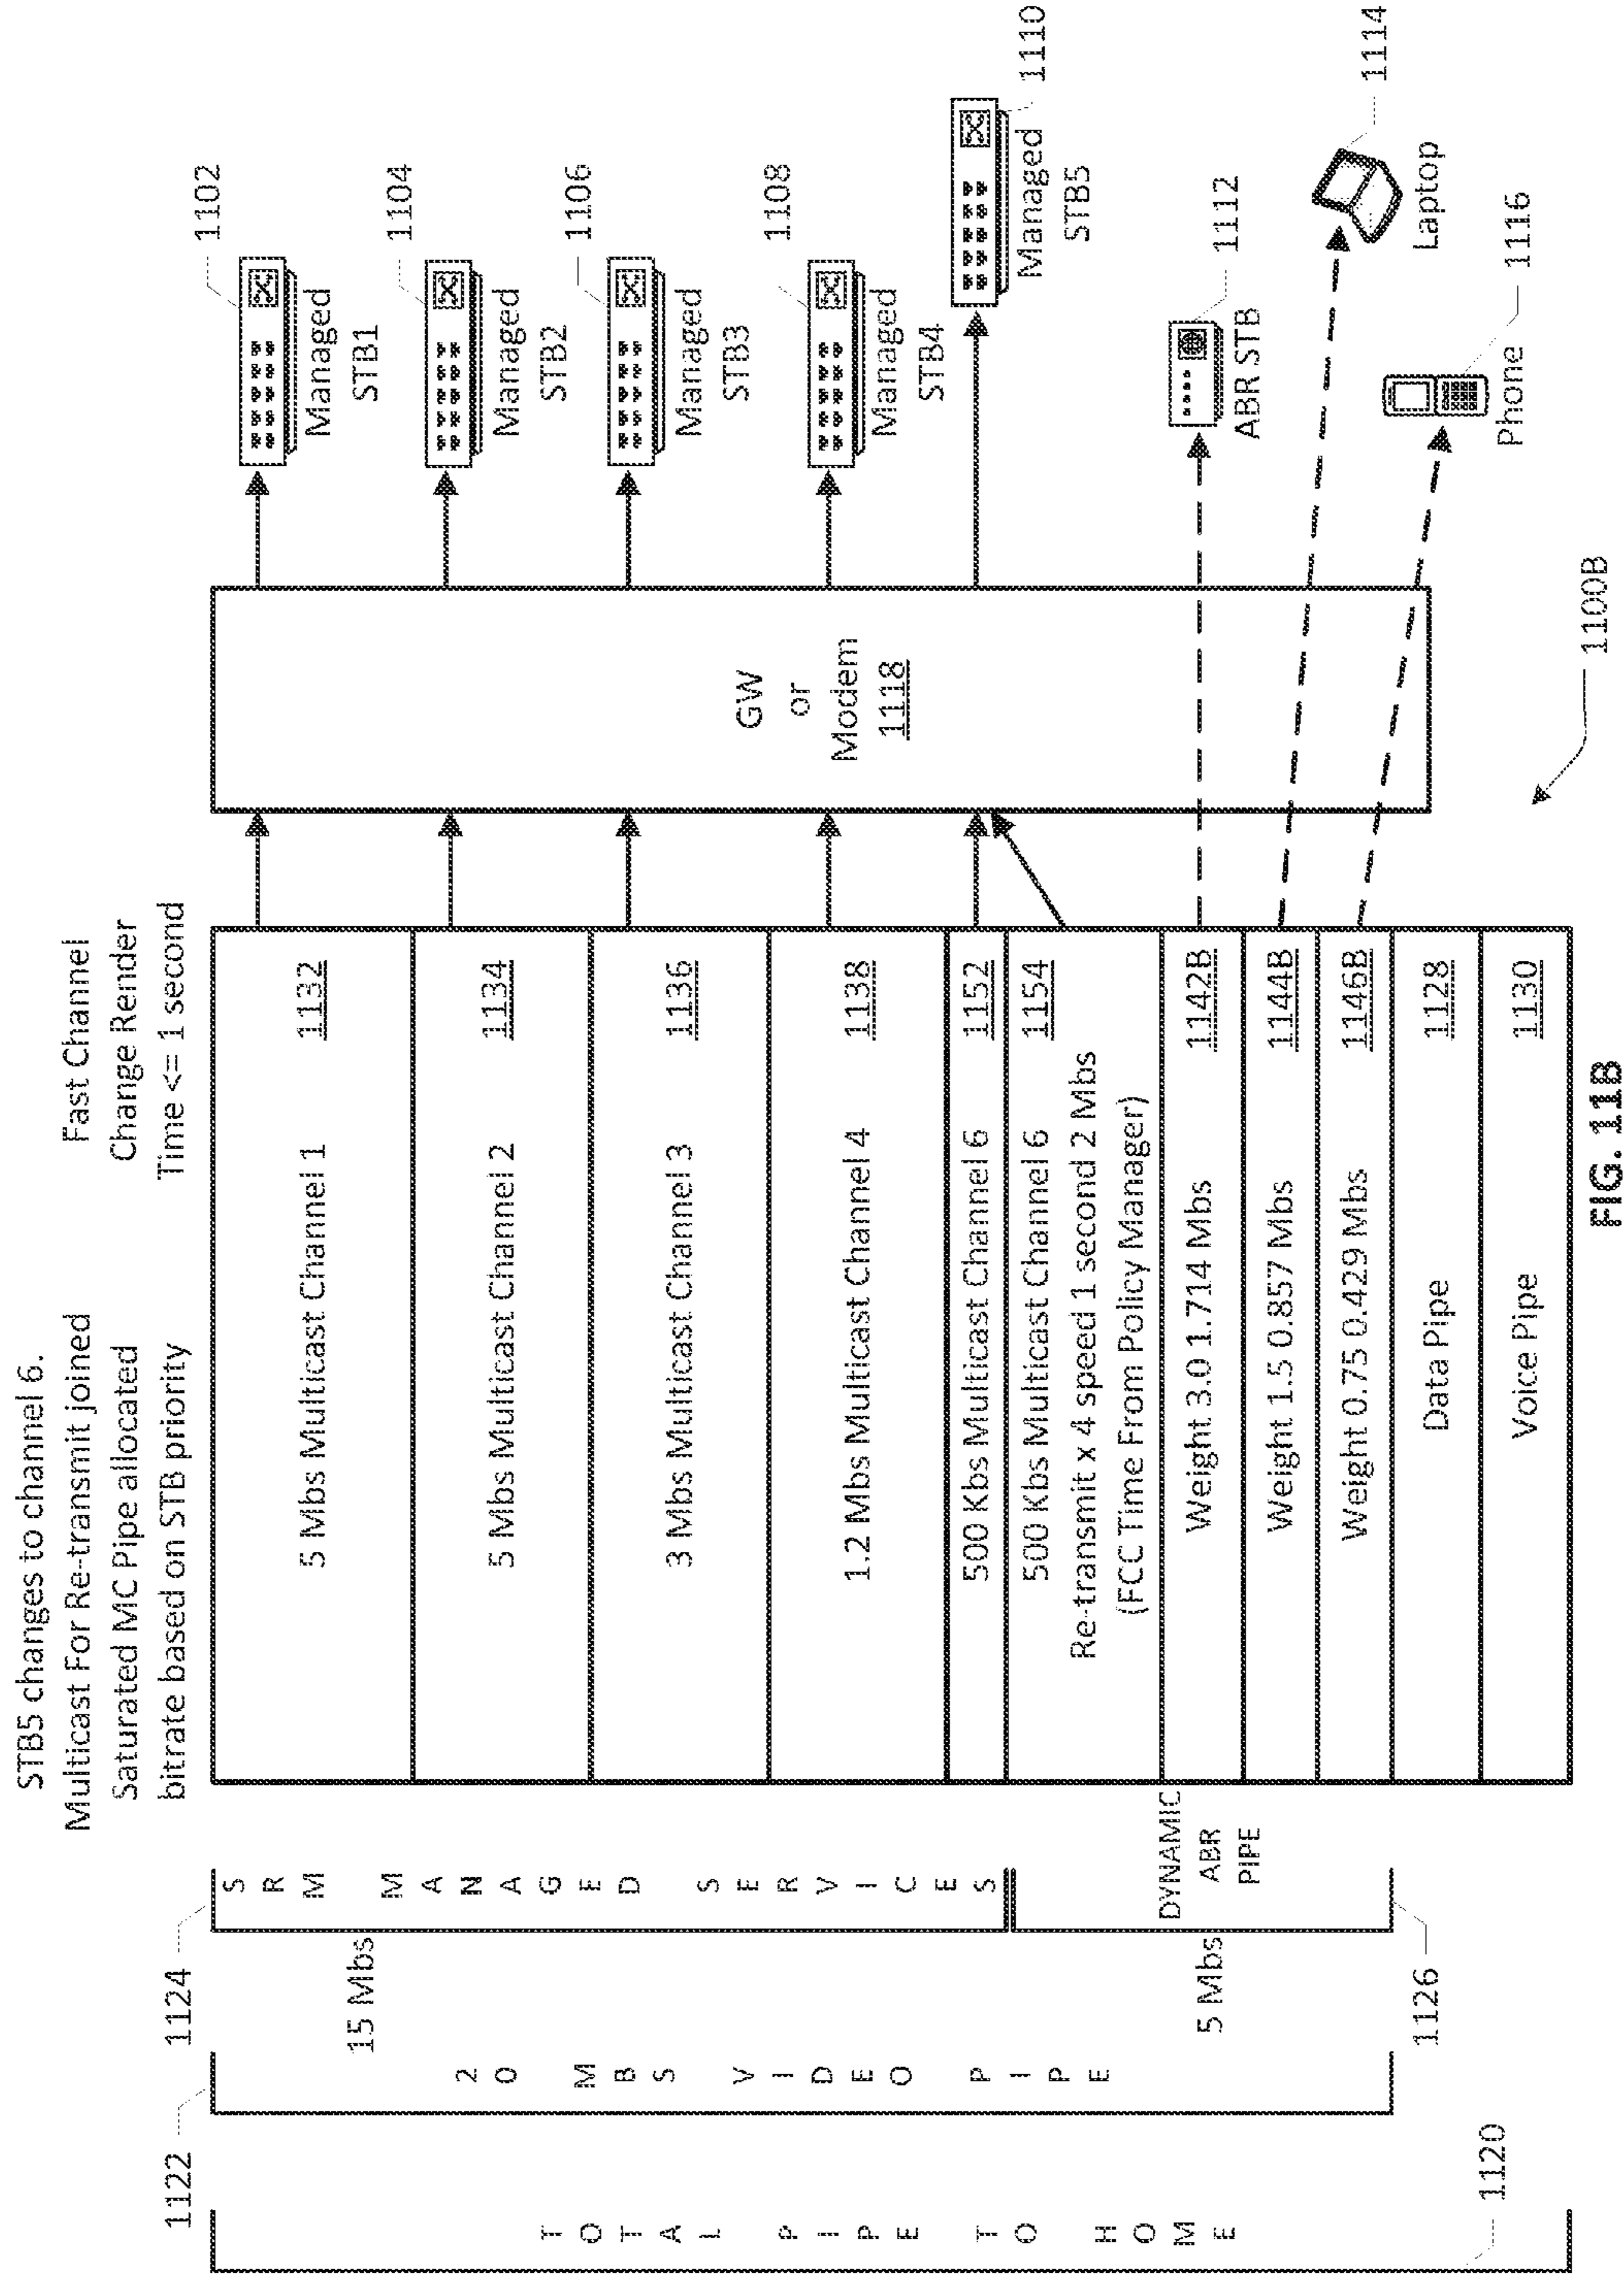 STB5 changes to channel 6.
Multicast For Re-transmit joined
Saturated MC Pipe allocated
bitrate based on STB priority
Fast Channel
Change Render
Time <= 1 second
TOTAL PIPE TO HOME
1120
1122
20 MBS VIDEO PIPE
1124
15 Mbs
SRM MANAGED SERVICES
5 Mbs
1126
DYNAMIC
ABR
PIPE
5 Mbs Multicast Channel 1 1132
5 Mbs Multicast Channel 2 1134
3 Mbs Multicast Channel 3 1136
1.2 Mbs Multicast Channel 4 1138
500 Kbs Multicast Channel 6 1152
500 Kbs Multicast Channel 6 1154
Re-transmit x 4 speed 1 second 2 Mbs
(FCC Time From Policy Manager)
Weight 3.0 1.714 Mbs 1142B
Weight 1.5 0.857 Mbs 1144B
Weight 0.75 0.429 Mbs 1146B
Data Pipe 1128
Voice Pipe 1130
GW
or
Modem
1118
1102
Managed
STB1
1104
Managed
STB2
1106
Managed
STB3
1108
Managed
STB4
1110
Managed
STB5
1112
ABR STB
1114
Laptop
1116
Phone
1100B
FIG. 11B